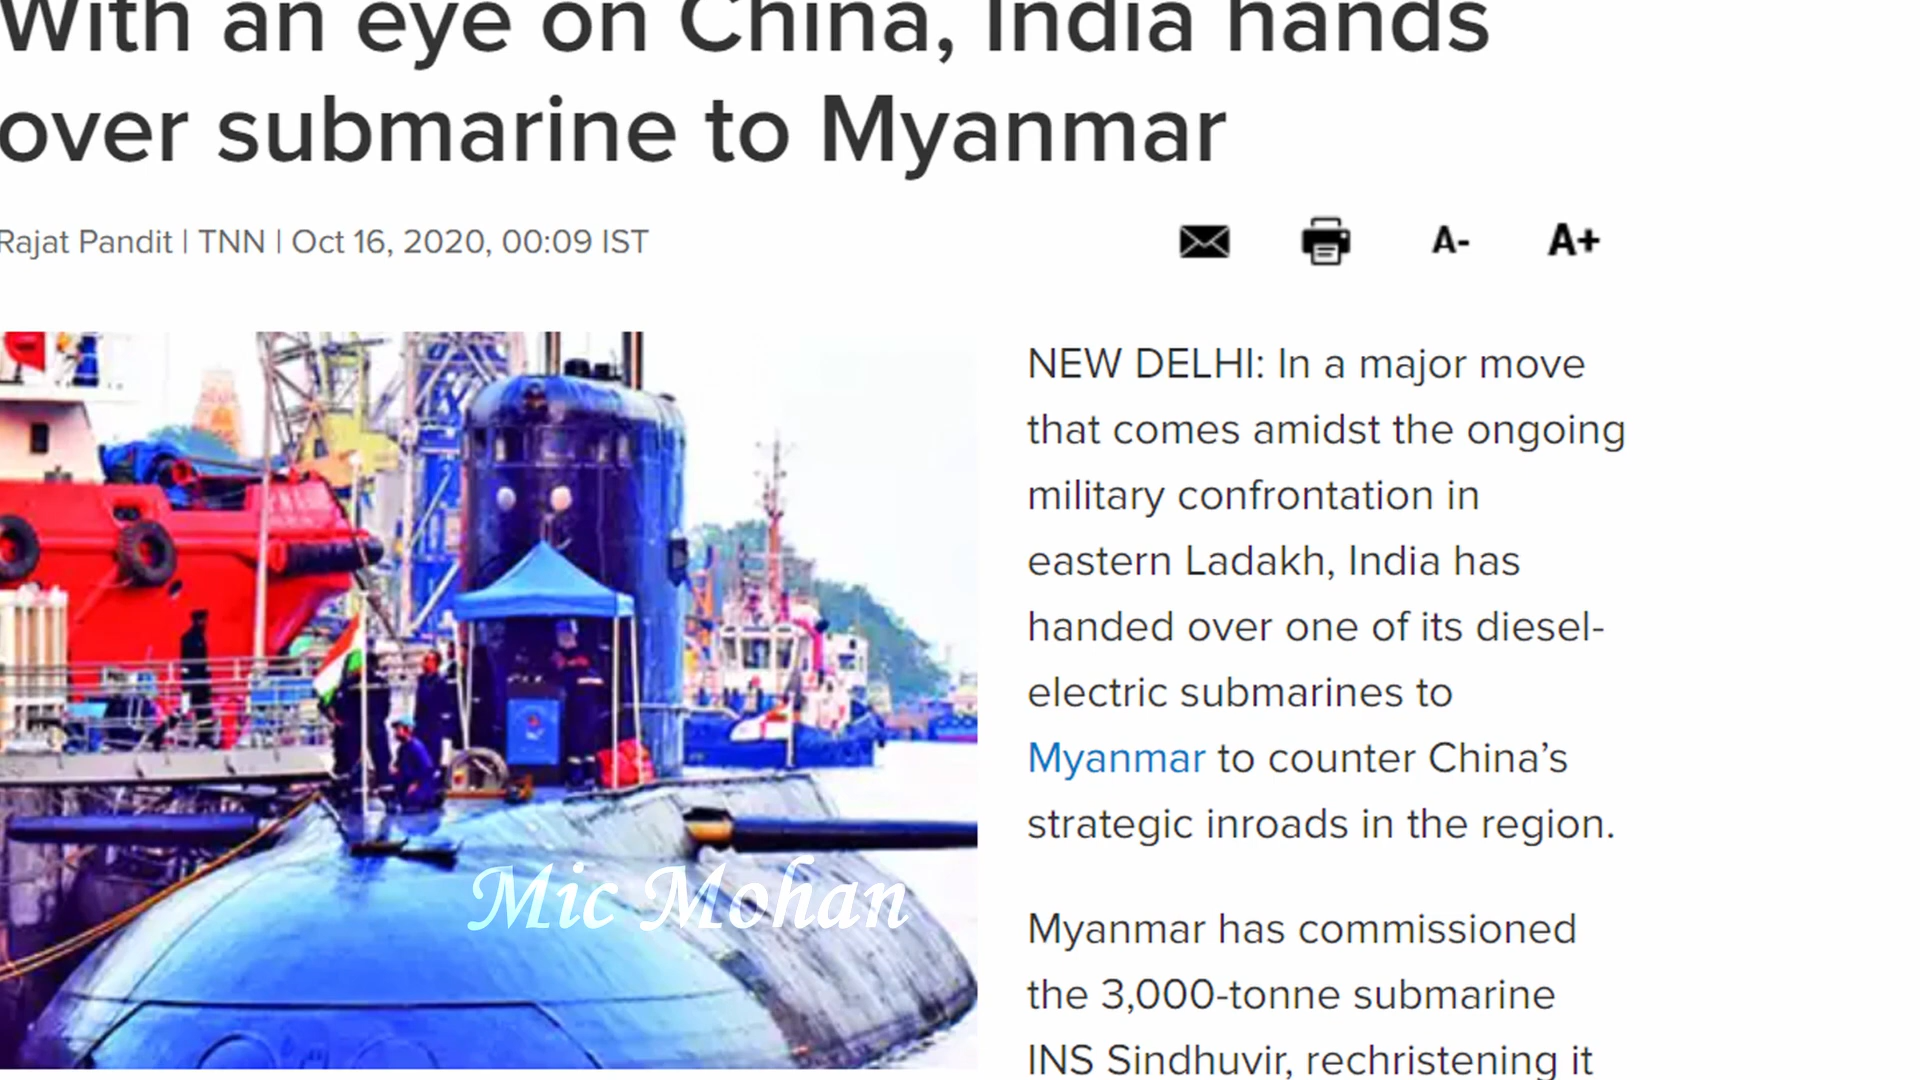 With an eye on China, India hands
over submarine to Myanmar
Rajat Pandit | TNN | Oct 16, 2020, 00:09 IST
A- A+
NEW DELHI: In a major move
that comes amidst the ongoing
military confrontation in
eastern Ladakh, India has
handed over one of its diesel-
electric submarines to
Myanmar to counter China’s
strategic inroads in the region.
Myanmar has commissioned
the 3,000-tonne submarine
INS Sindhuvir, rechristening it
Mic Mohan